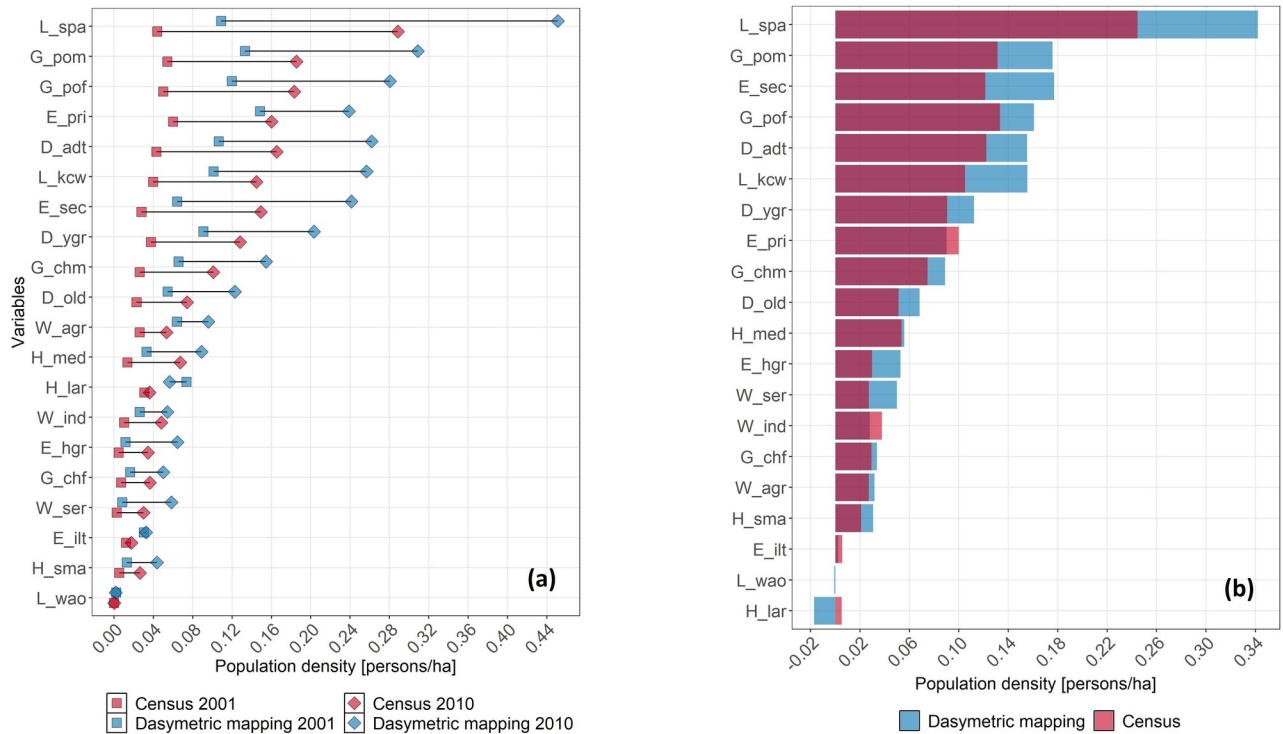 L_spa
G_pom
G_pof
E_pri
D_adt
L_kcw
E_sec
D_ygr
G_chm
D_old
W_agr
H_med
H_lar
W_ind
E_hgr
G_chf
W_ser
E_ilt
H_sma
L_wao
Variables
(a)
0.00 0.04 0.08 0.12 0.16 0.20 0.24 0.28 0.32 0.36 0.40 0.44
Population density [persons/ha]
Census 2001 Census 2010
Dasymetric mapping 2001 Dasymetric mapping 2010
L_spa
G_pom
E_sec
G_pof
D_adt
L_kcw
D_ygr
E_pri
G_chm
D_old
H_med
E_hgr
W_ser
W_ind
G_chf
W_agr
H_sma
E_ilt
L_wao
H_lar
(b)
-0.02 0.02 0.06 0.10 0.14 0.18 0.22 0.26 0.30 0.34
Population density [persons/ha]
Dasymetric mapping Census